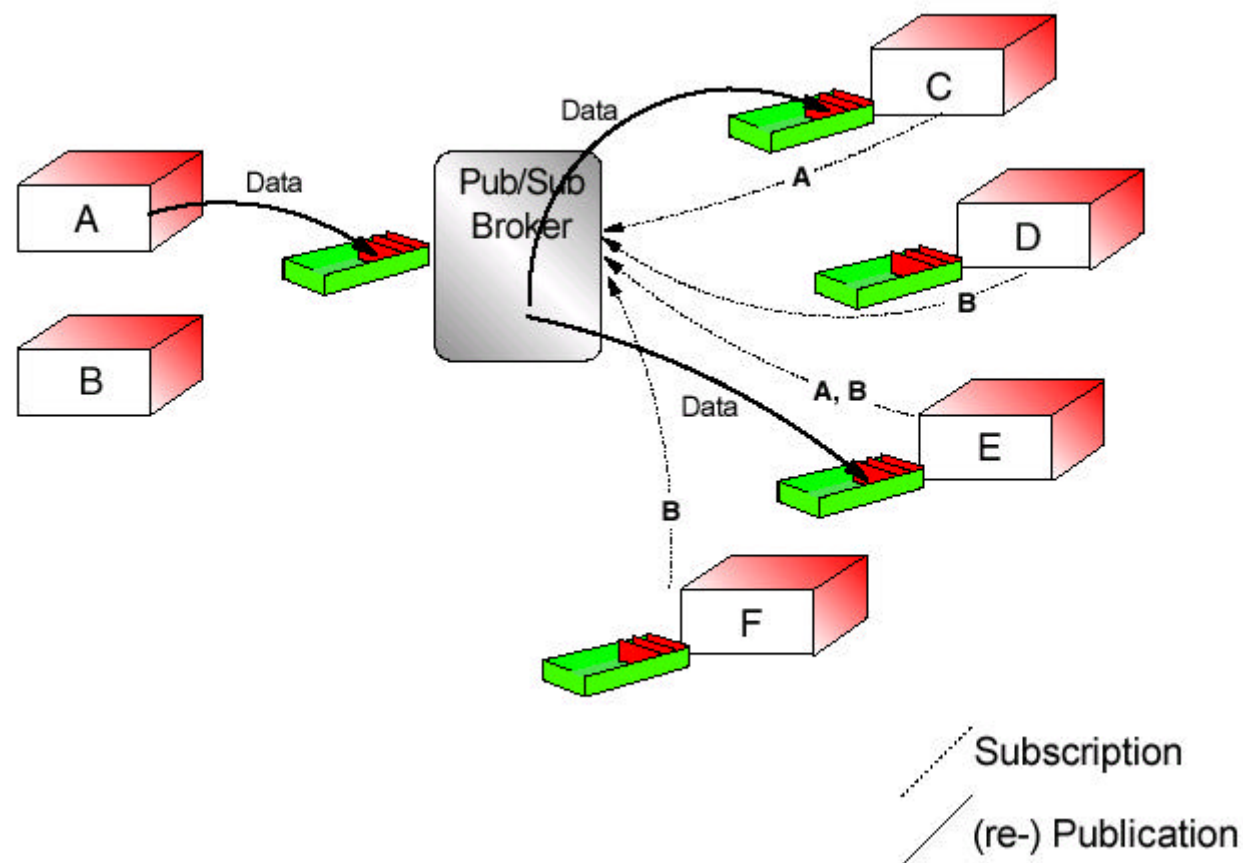 Data
C
A
Data
A
Pub/Sub
Broker
D
B
B
A, B
Data
E
B
F
Subscription
(re-) Publication